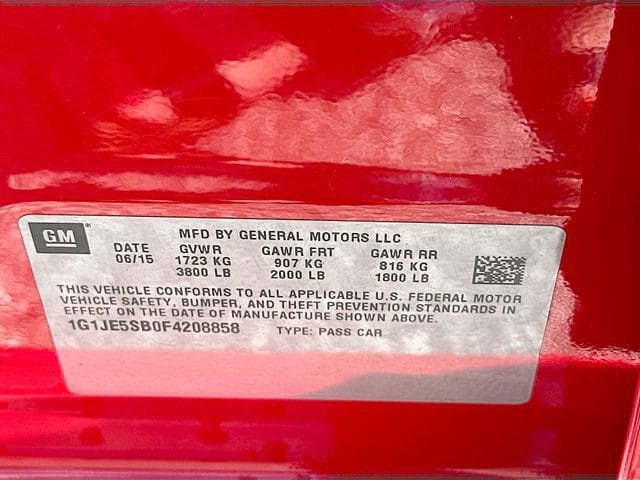 GM
MFD BY GENERAL MOTORS LLC
DATE GVWR GAWR FRT GAWR RR
06/15 1723 KG 907 KG 816 KG
3800 LB 2000 LB 1800 LB
THIS VEHICLE CONFORMS TO ALL APPLICABLE U.S. FEDERAL MOTOR
VEHICLE SAFETY, BUMPER, AND THEFT PREVENTION STANDARDS IN
EFFECT ON THE DATE OF MANUFACTURE SHOWN ABOVE.
1G1JE5SB0F4208858 TYPE: PASS CAR